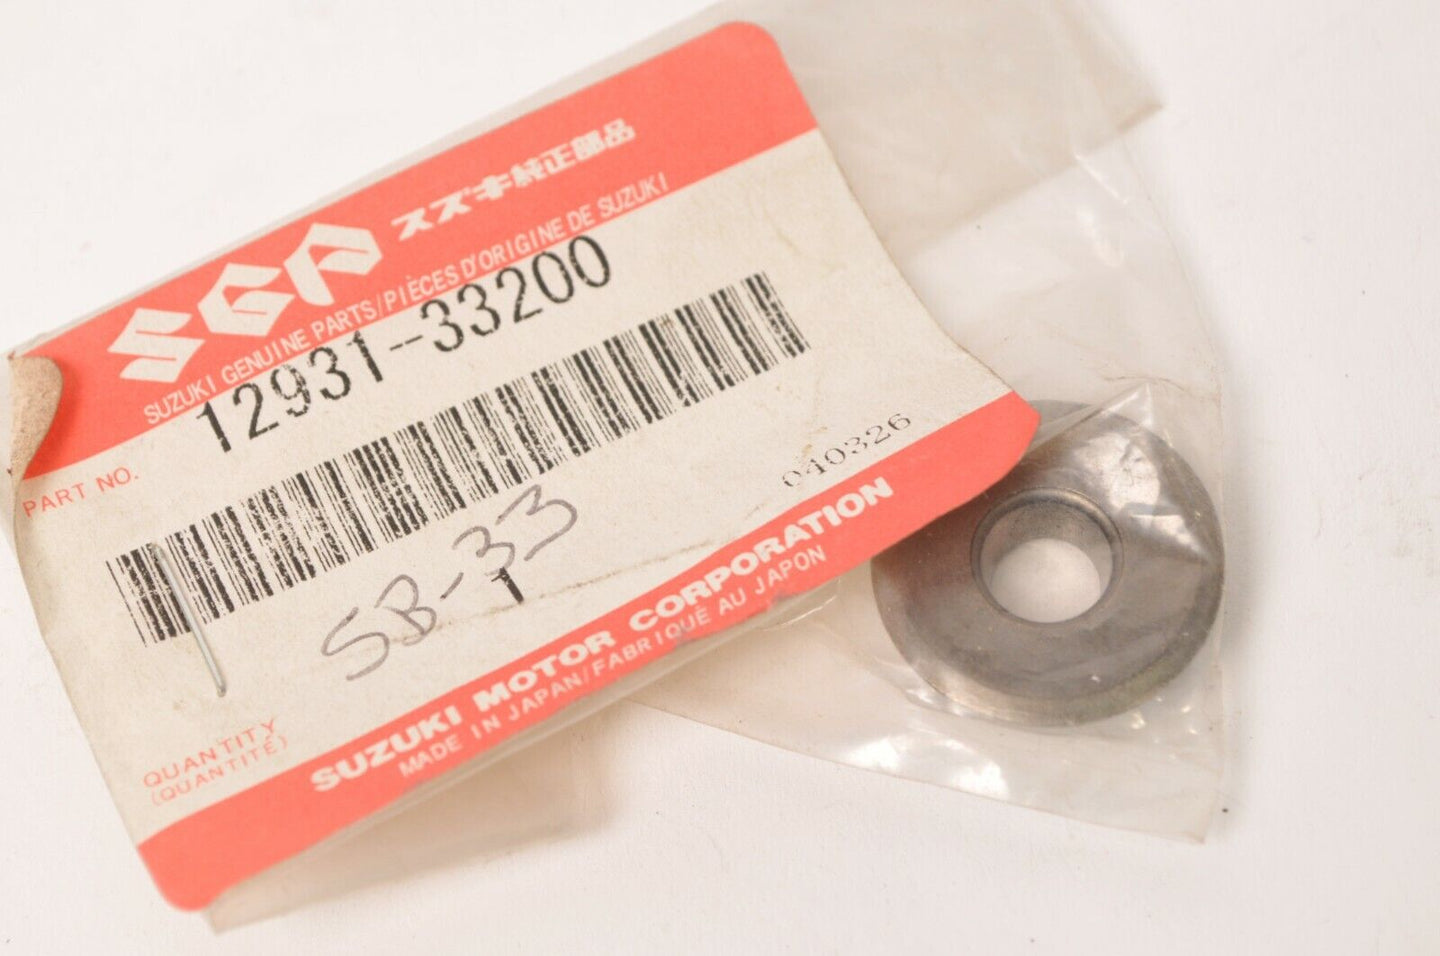 SGP スズキ純正部品
SUZUKI GENUINE PARTS/PIÈCES D'ORIGINE DE SUZUKI
PART NO. 12931-33200
040326
SB-33
QUANTITY 1
(QUANTITÉ)
SUZUKI MOTOR CORPORATION
MADE IN JAPAN/FABRIQUÉ AU JAPON